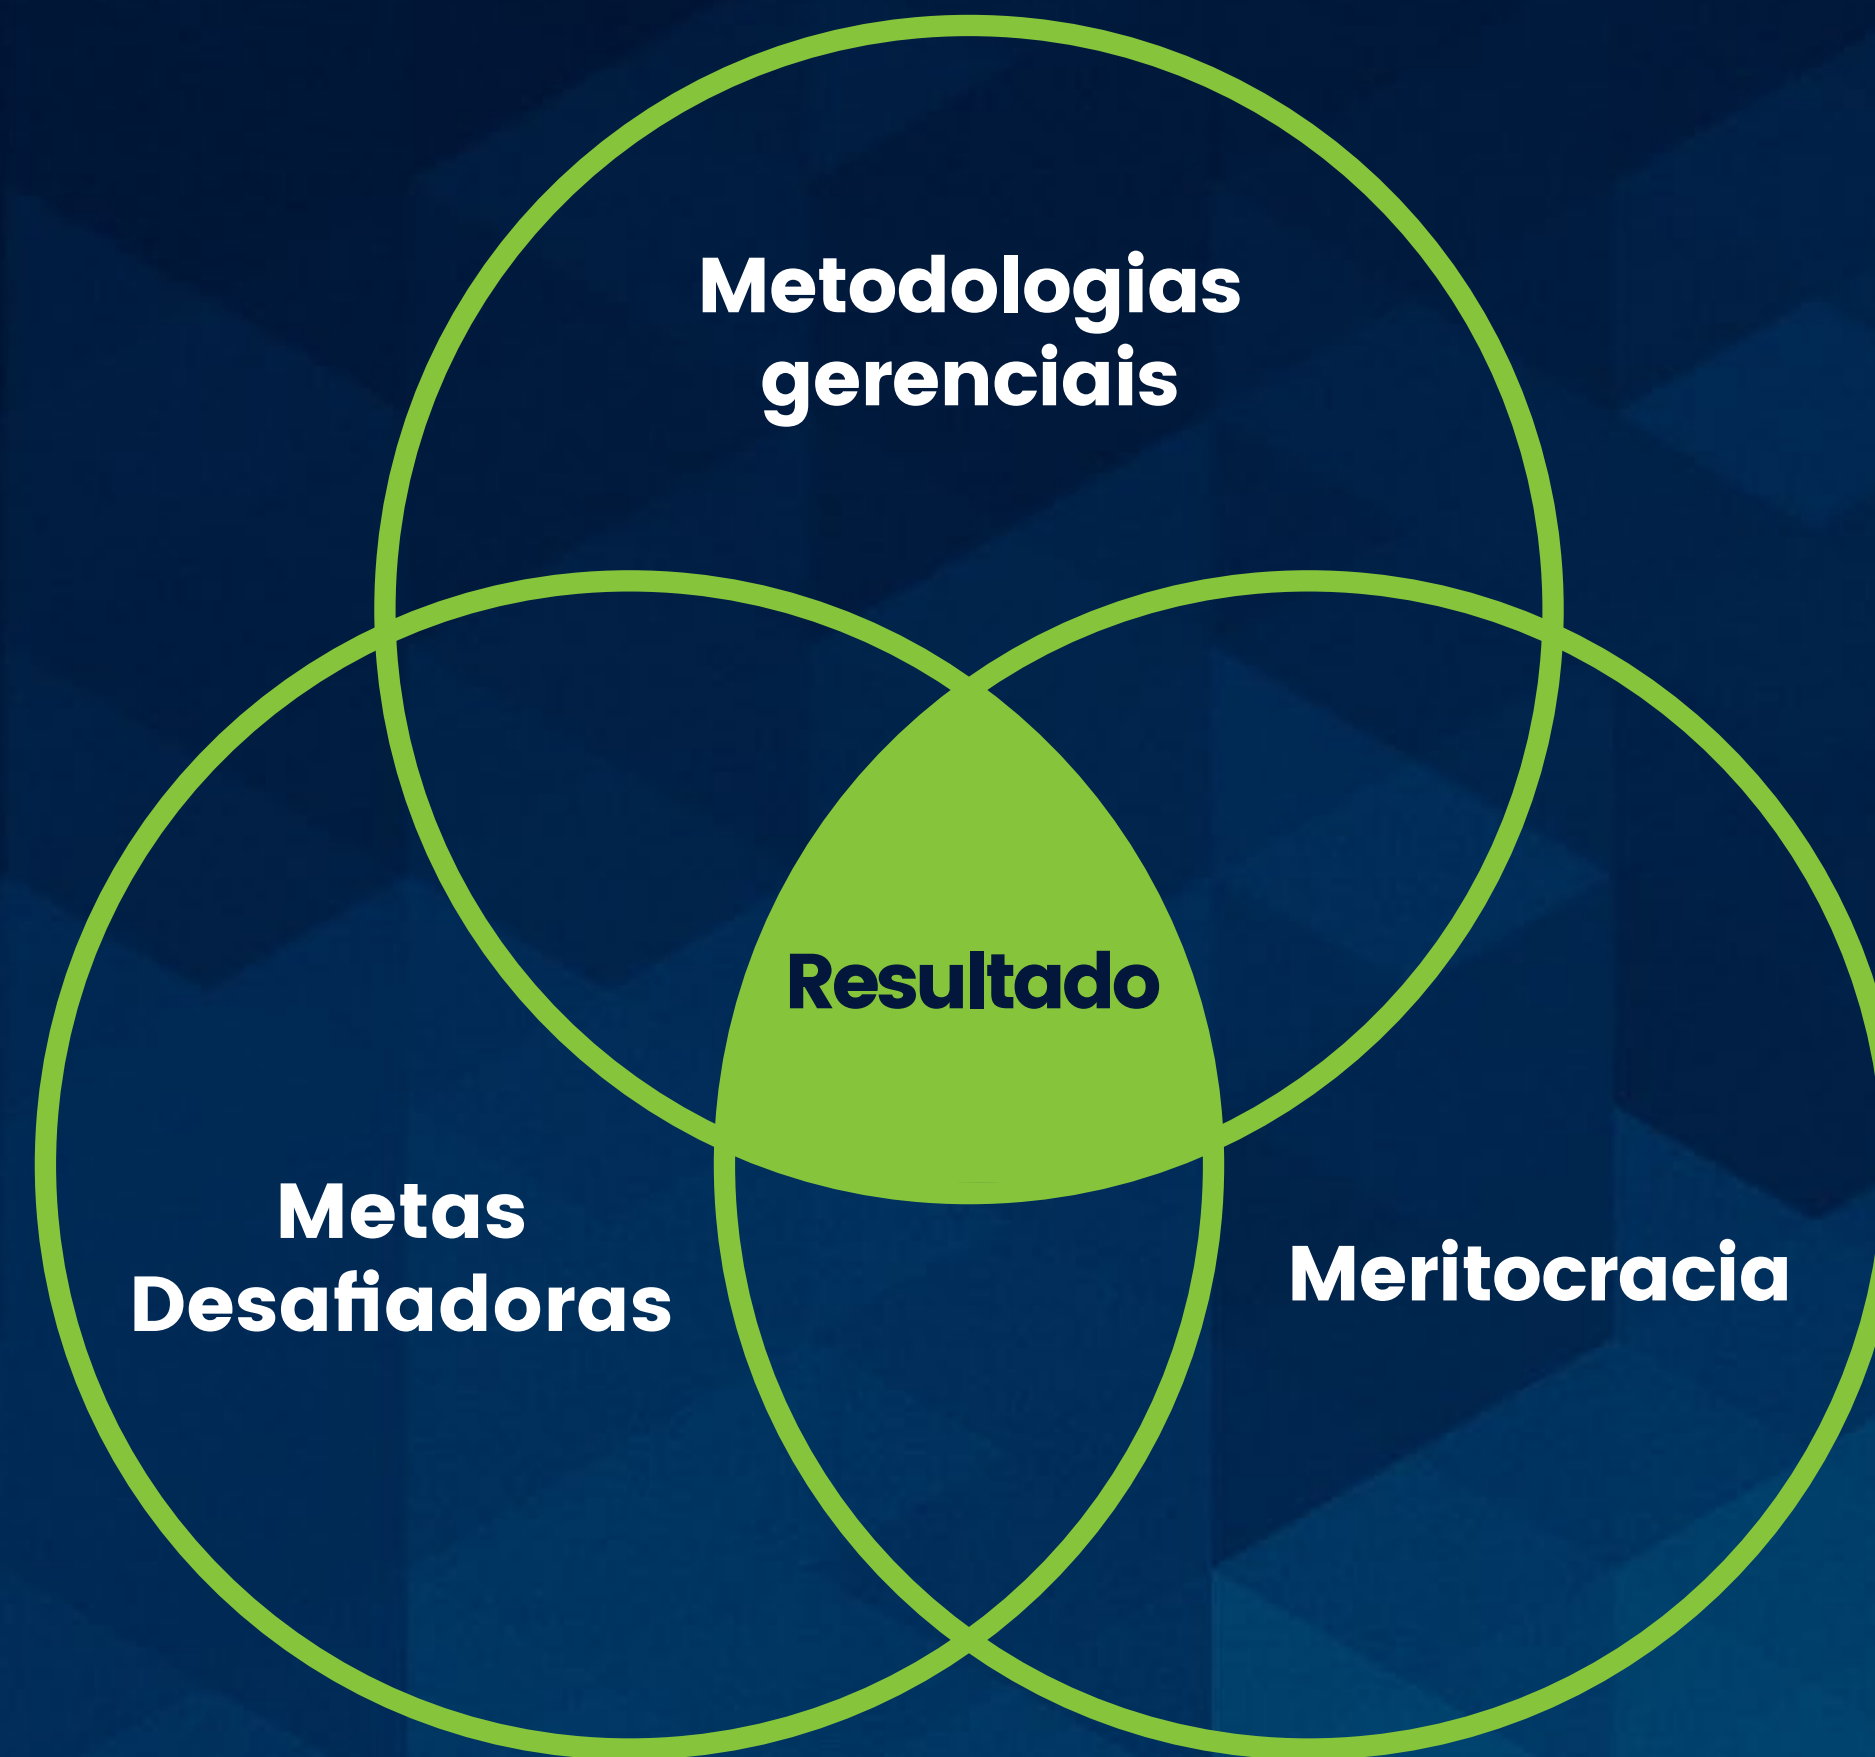 Metodologias
gerenciais
Resultado
Metas
Desafiadoras
Meritocracia